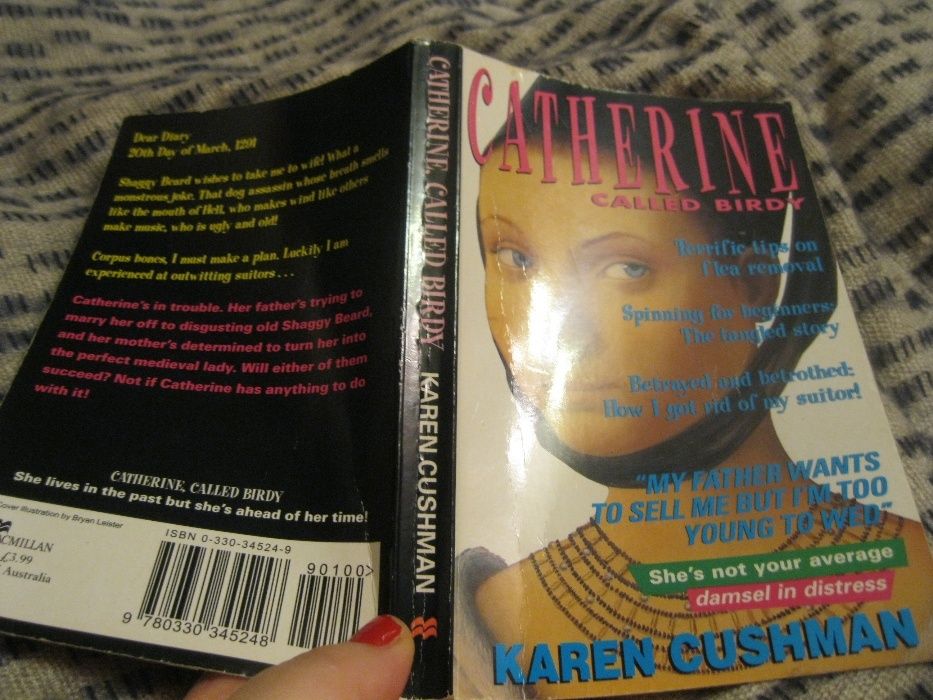 Dear Diary
20th Day of March, 1291
Shaggy Beard wishes to take me to wife! What a
monstrous joke. That dog assassin whose breath smells
like the mouth of Hell, who makes wind like others
make music, who is ugly and old!
Corpus bones, I must make a plan. Luckily I am
experienced at outwitting suitors . . .
Catherine's in trouble. Her father's trying to
marry her off to disgusting old Shaggy Beard,
and her mother's determined to turn her into
the perfect medieval lady. Will either of them
succeed? Not if Catherine has anything to do
with it!
CATHERINE, CALLED BIRDY
She lives in the past but she's ahead of her time!
Cover illustration by Bryan Leister
MACMILLAN
£3.99
Australia
ISBN 0-330-34524-9
90100>
9 780330 345248
CATHERINE, CALLED BIRDY KAREN CUSHMAN
CATHERINE
CALLED BIRDY
Terrific tips on
flea removal
Spinning for beginners:
The tangled story
Betrayed and betrothed:
How I got rid of my suitor!
"MY FATHER WANTS
TO SELL ME BUT I'M TOO
YOUNG TO WED"
She's not your average
damsel in distress
KAREN CUSHMAN